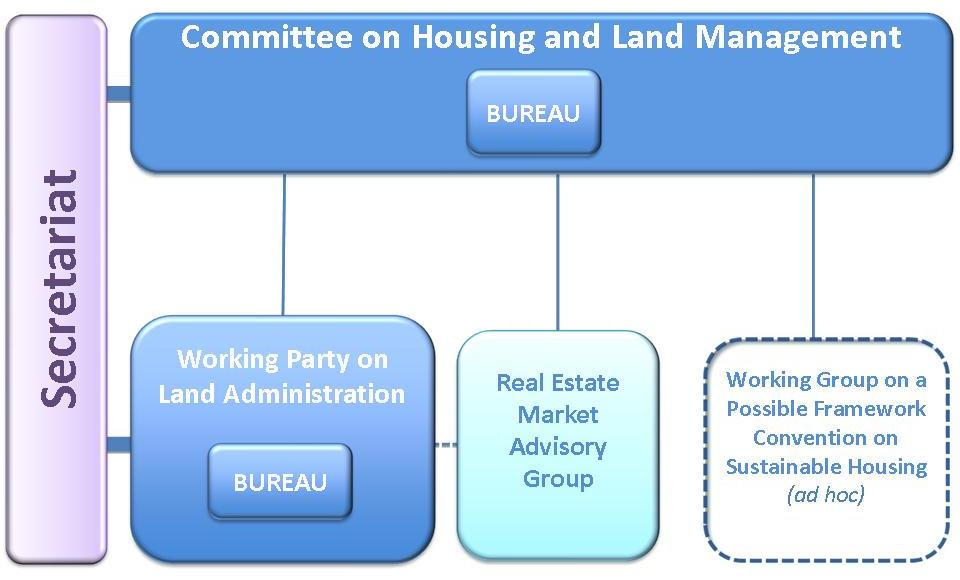 Secretariat
Committee on Housing and Land Management
BUREAU
Working Party on
Land Administration
BUREAU
Real Estate
Market
Advisory
Group
Working Group on a
Possible Framework
Convention on
Sustainable Housing
(ad hoc)